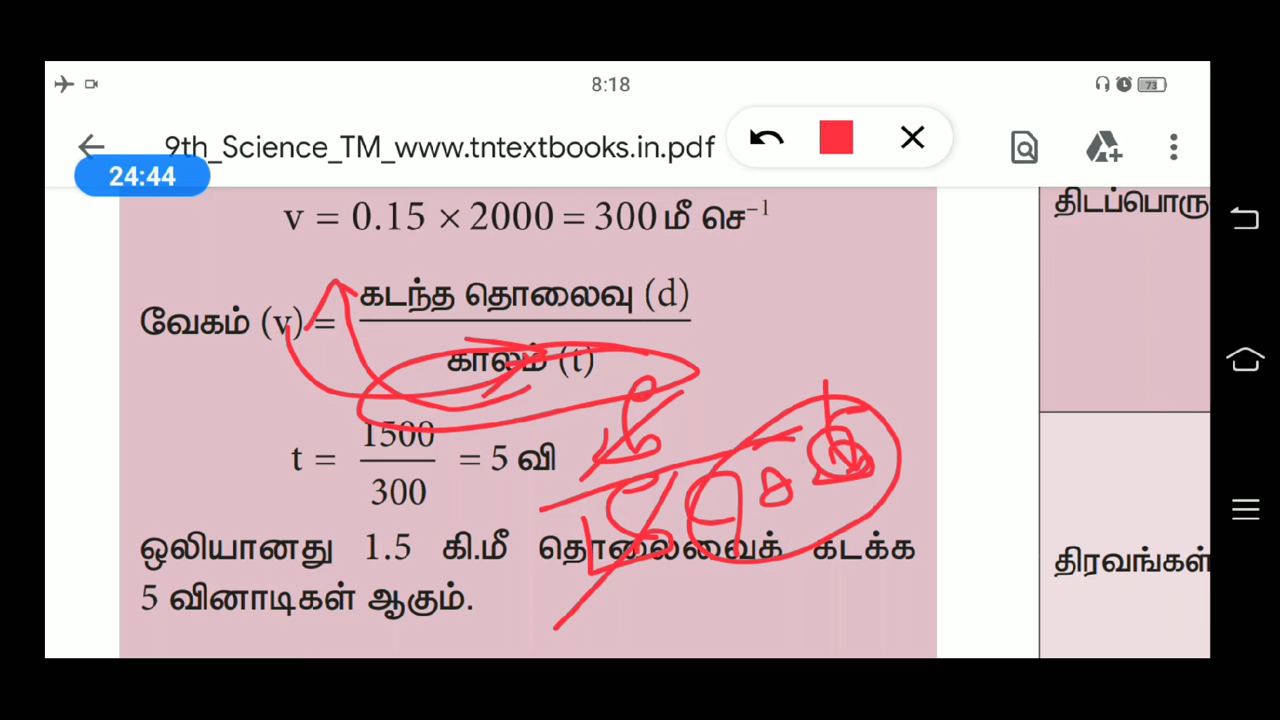 8:18
73
9th_Science_TM_www.tntextbooks.in.pdf
24:44
v = 0.15 × 2000 = 300 மீ செ⁻¹
வேகம் (v) = கடந்த தொலைவு (d)
காலம் (t)
t = 1500 / 300 = 5 வி
ஒலியானது 1.5 கி.மீ தொலைவைக் கடக்க
5 வினாடிகள் ஆகும்.
திடப்பொரு
திரவங்கள்